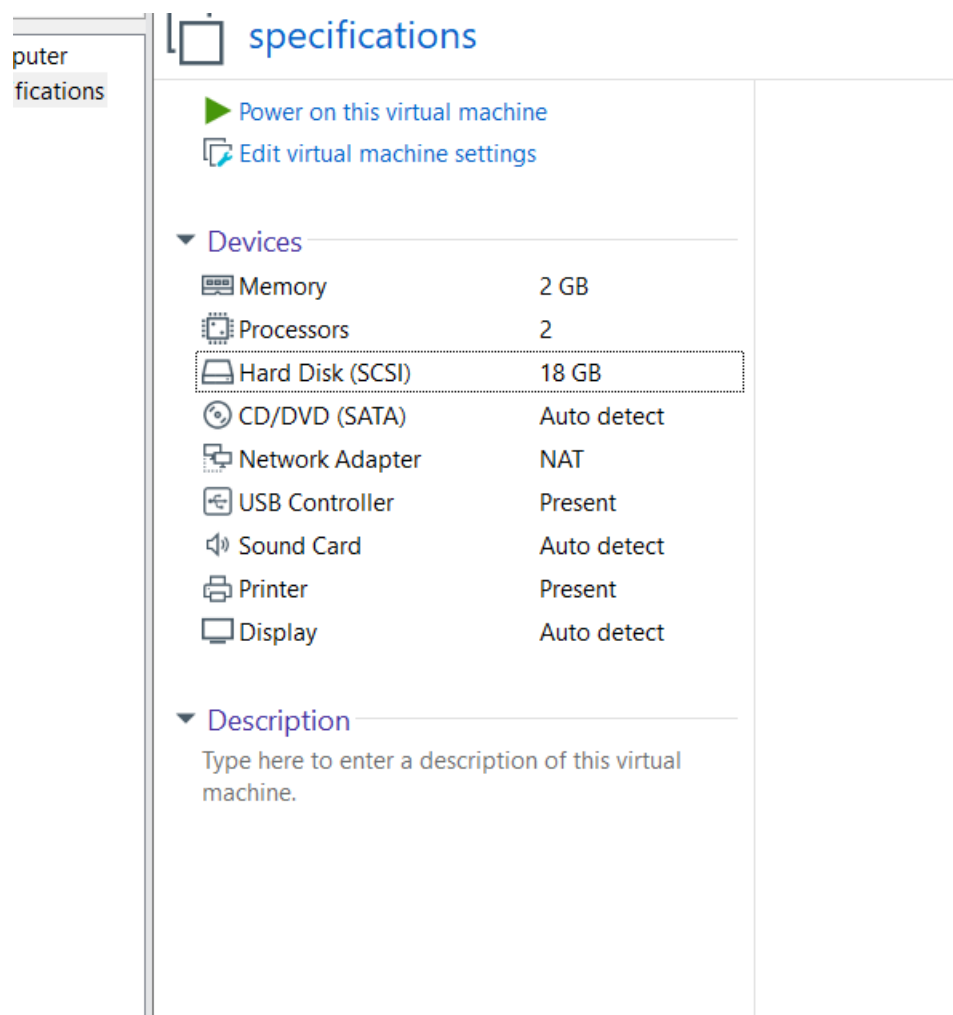 specifications
puter
fications
Power on this virtual machine
Edit virtual machine settings
Devices
Memory 2 GB
Processors 2
Hard Disk (SCSI) 18 GB
CD/DVD (SATA) Auto detect
Network Adapter NAT
USB Controller Present
Sound Card Auto detect
Printer Present
Display Auto detect
Description
Type here to enter a description of this virtual
machine.